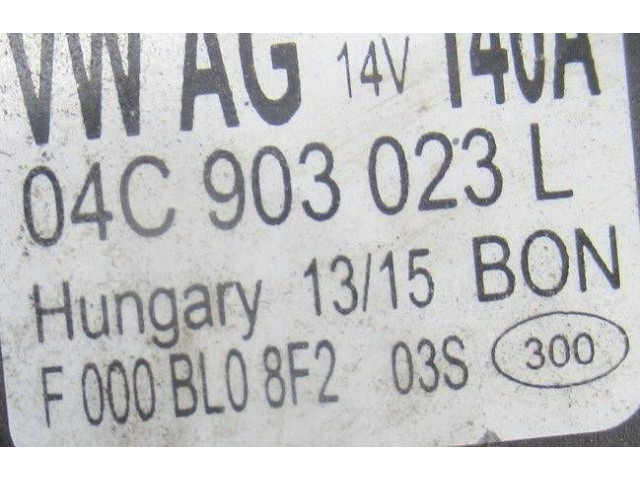 VW AG 14V 140A
04C 903 023 L
Hungary 13/15 BON
F 000 BL0 8F2 03S 300